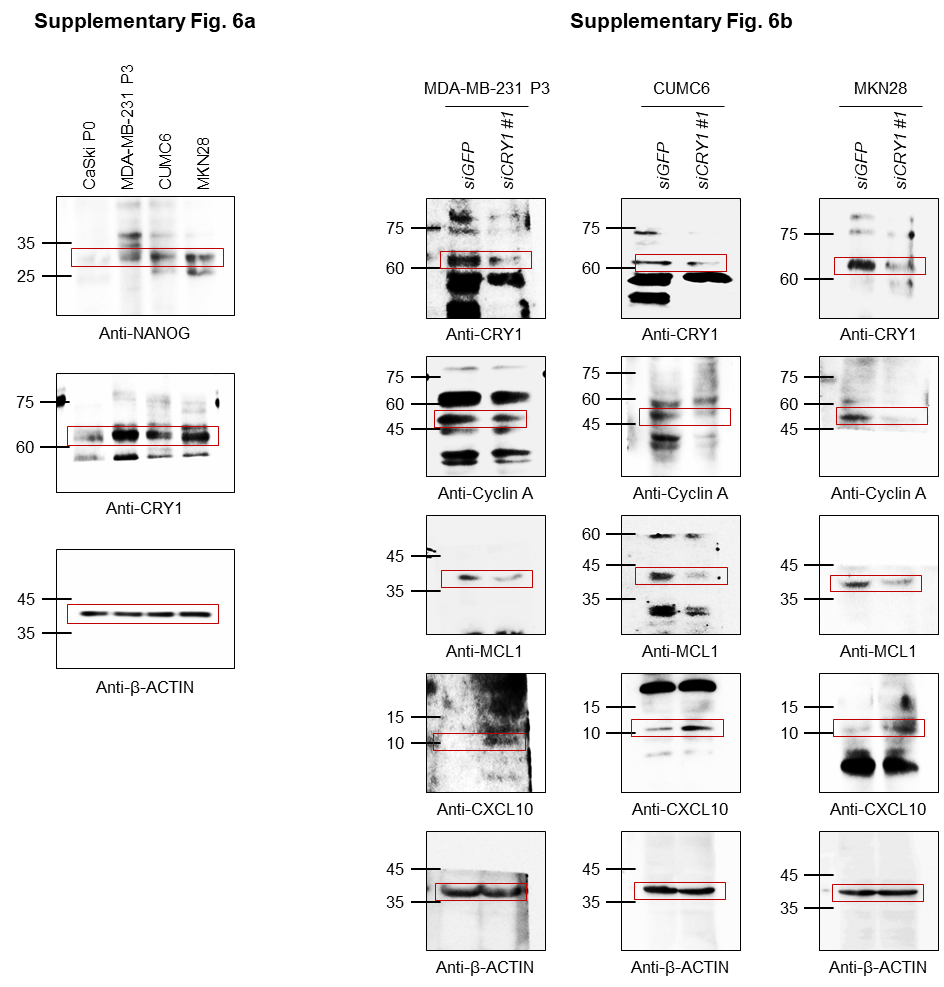 Supplementary Fig. 6a
CaSki P0
MDA-MB-231 P3
CUMC6
MKN28
35
25
Anti-NANOG
75
60
Anti-CRY1
45
35
Anti-β-ACTIN
Supplementary Fig. 6b
MDA-MB-231 P3
siGFP
siCRY1 #1
75
60
Anti-CRY1
75
60
45
Anti-Cyclin A
45
35
Anti-MCL1
15
10
Anti-CXCL10
45
35
Anti-β-ACTIN
CUMC6
siGFP
siCRY1 #1
75
60
Anti-CRY1
75
60
45
Anti-Cyclin A
60
45
35
Anti-MCL1
15
10
Anti-CXCL10
45
35
Anti-β-ACTIN
MKN28
siGFP
siCRY1 #1
75
60
Anti-CRY1
75
60
45
Anti-Cyclin A
45
35
Anti-MCL1
15
10
Anti-CXCL10
45
35
Anti-β-ACTIN